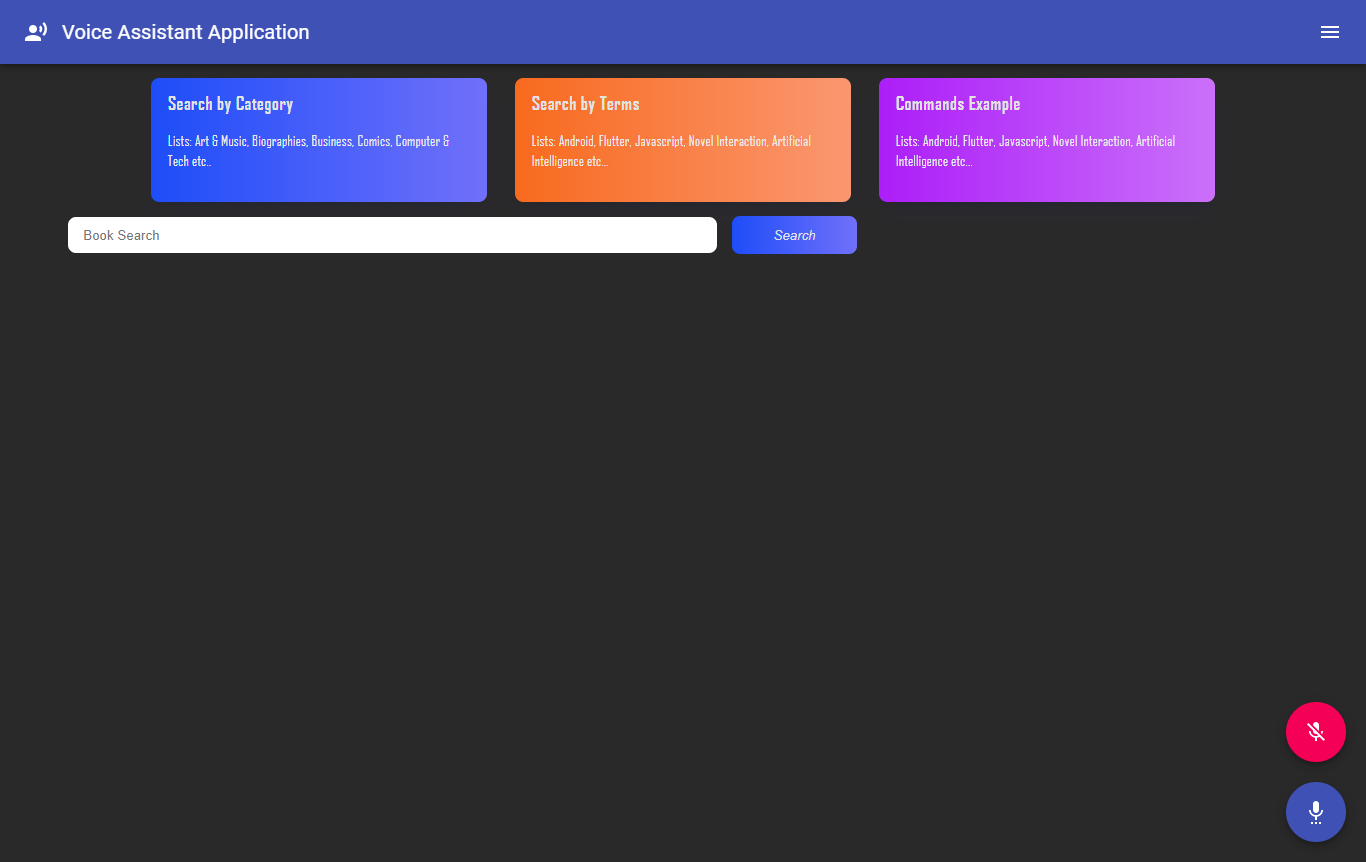 Voice Assistant Application
Search by Category
Lists: Art & Music, Biographies, Business, Comics, Computer &
Tech etc..
Search by Terms
Lists: Android, Flutter, Javascript, Novel Interaction, Artificial
Intelligence etc...
Commands Example
Lists: Android, Flutter, Javascript, Novel Interaction, Artificial
Intelligence etc...
Book Search
Search